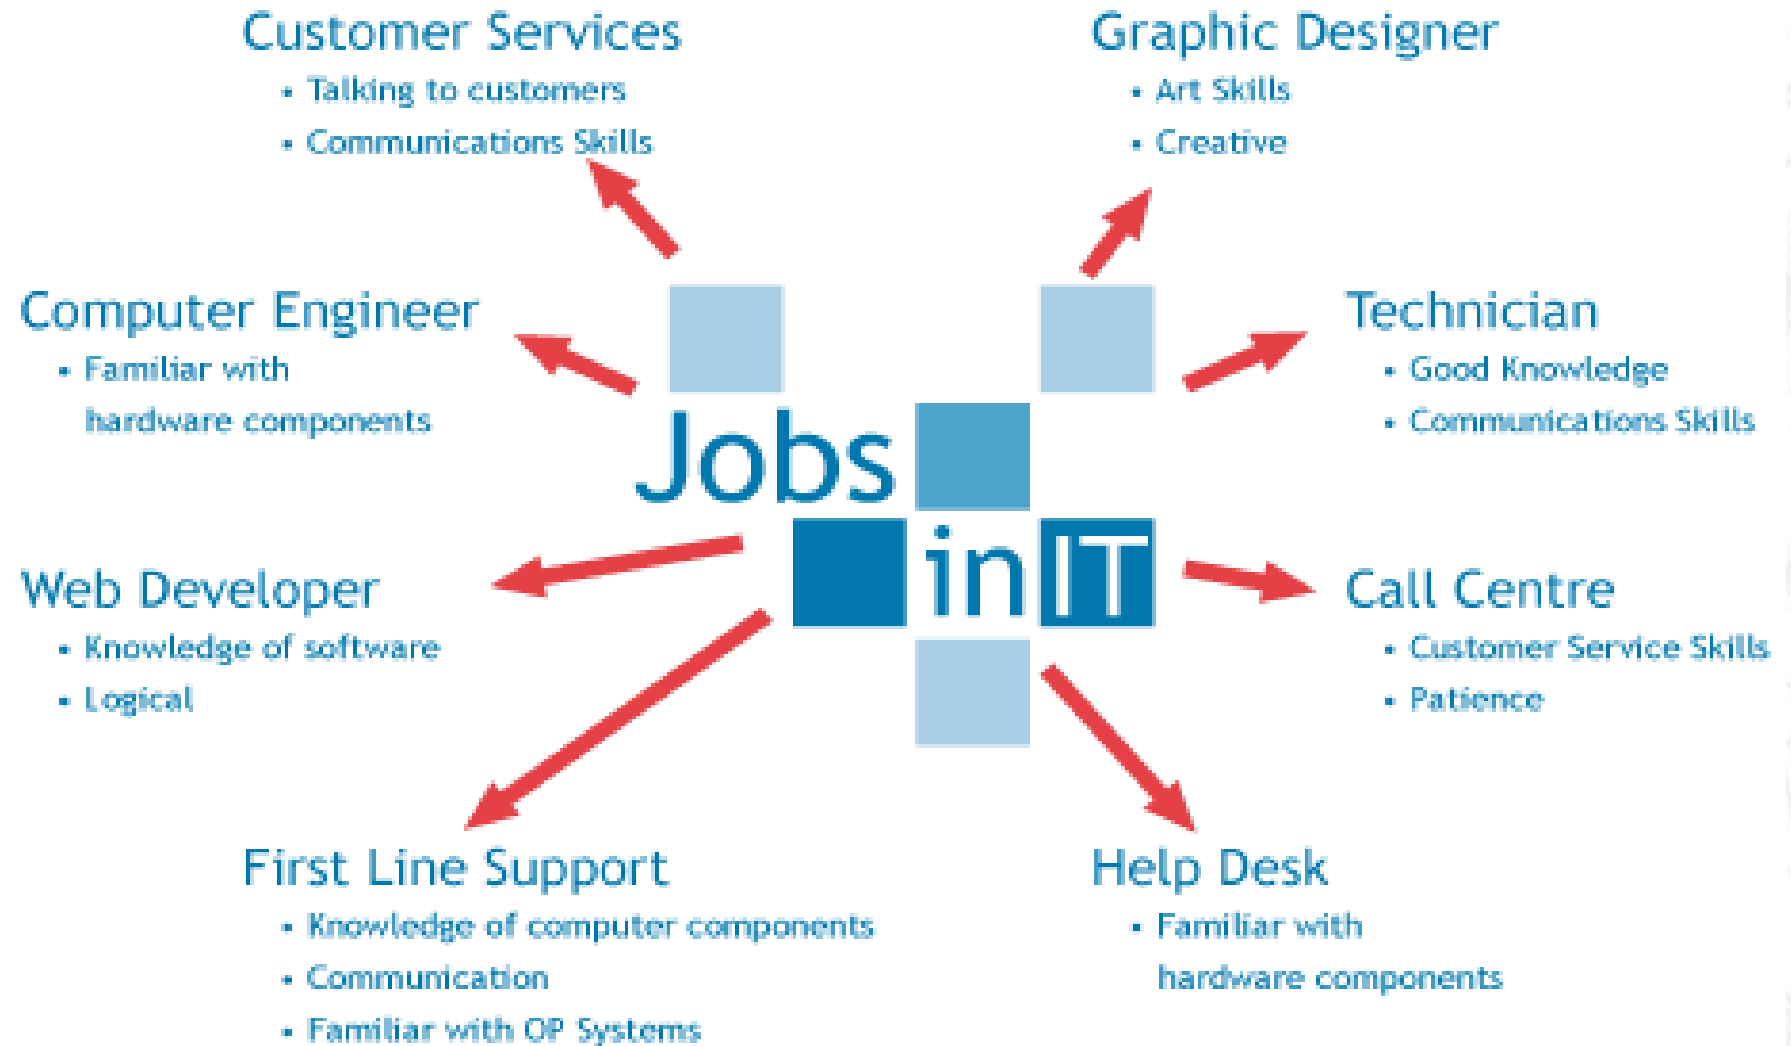 Customer Services
• Talking to customers
• Communications Skills
Graphic Designer
• Art Skills
• Creative
Computer Engineer
• Familiar with
hardware components
Technician
• Good Knowledge
• Communications Skills
Jobs
in IT
Web Developer
• Knowledge of software
• Logical
Call Centre
• Customer Service Skills
• Patience
First Line Support
• Knowledge of computer components
• Communication
• Familiar with OP Systems
Help Desk
• Familiar with
hardware components